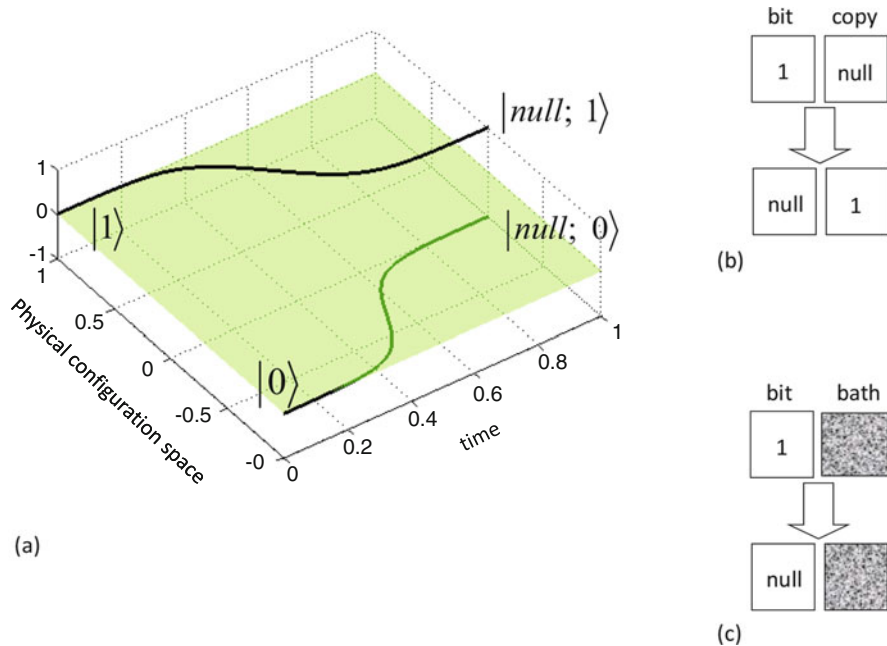 |null; 1⟩
1
0
-1
|1⟩
|null; 0⟩
1
0.5
0
-0.5
-0
Physical configuration space
|0⟩
0
0.2
0.4
0.6
0.8
1
time
(a)
bit copy
1 null
null 1
(b)
bit bath
1
null
(c)